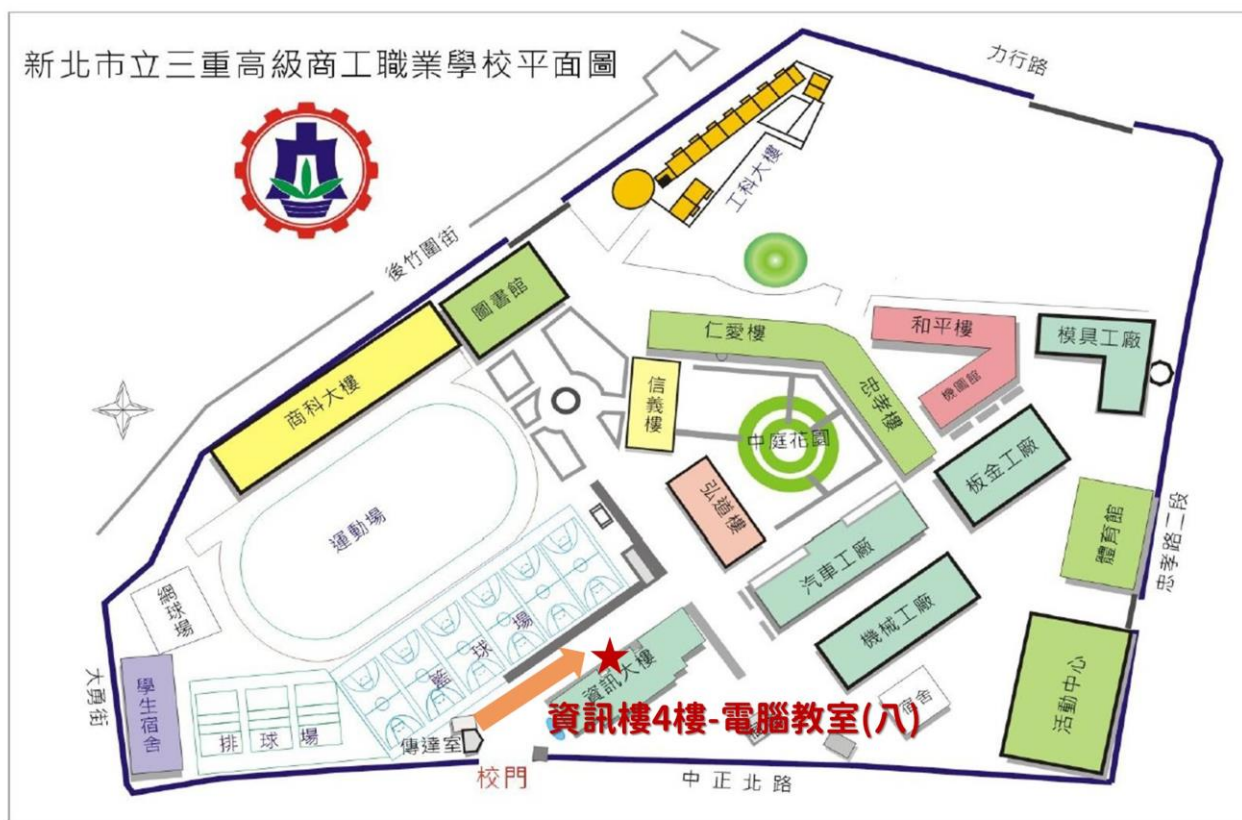 新北市立三重高級商工職業學校平面圖
力行路
工科大樓
後竹圍街
圖書館
仁愛樓
和平樓
模具工廠
商科大樓
信義樓
忠孝樓
機圖館
中庭花園
板金工廠
弘道樓
運動場
汽車工廠
體育館
忠孝路二段
網球場
機械工廠
籃球場
大勇街
學生宿舍
資訊大樓
宿舍
活動中心
資訊樓4樓-電腦教室(八)
排球場
傳達室
校門
中正北路